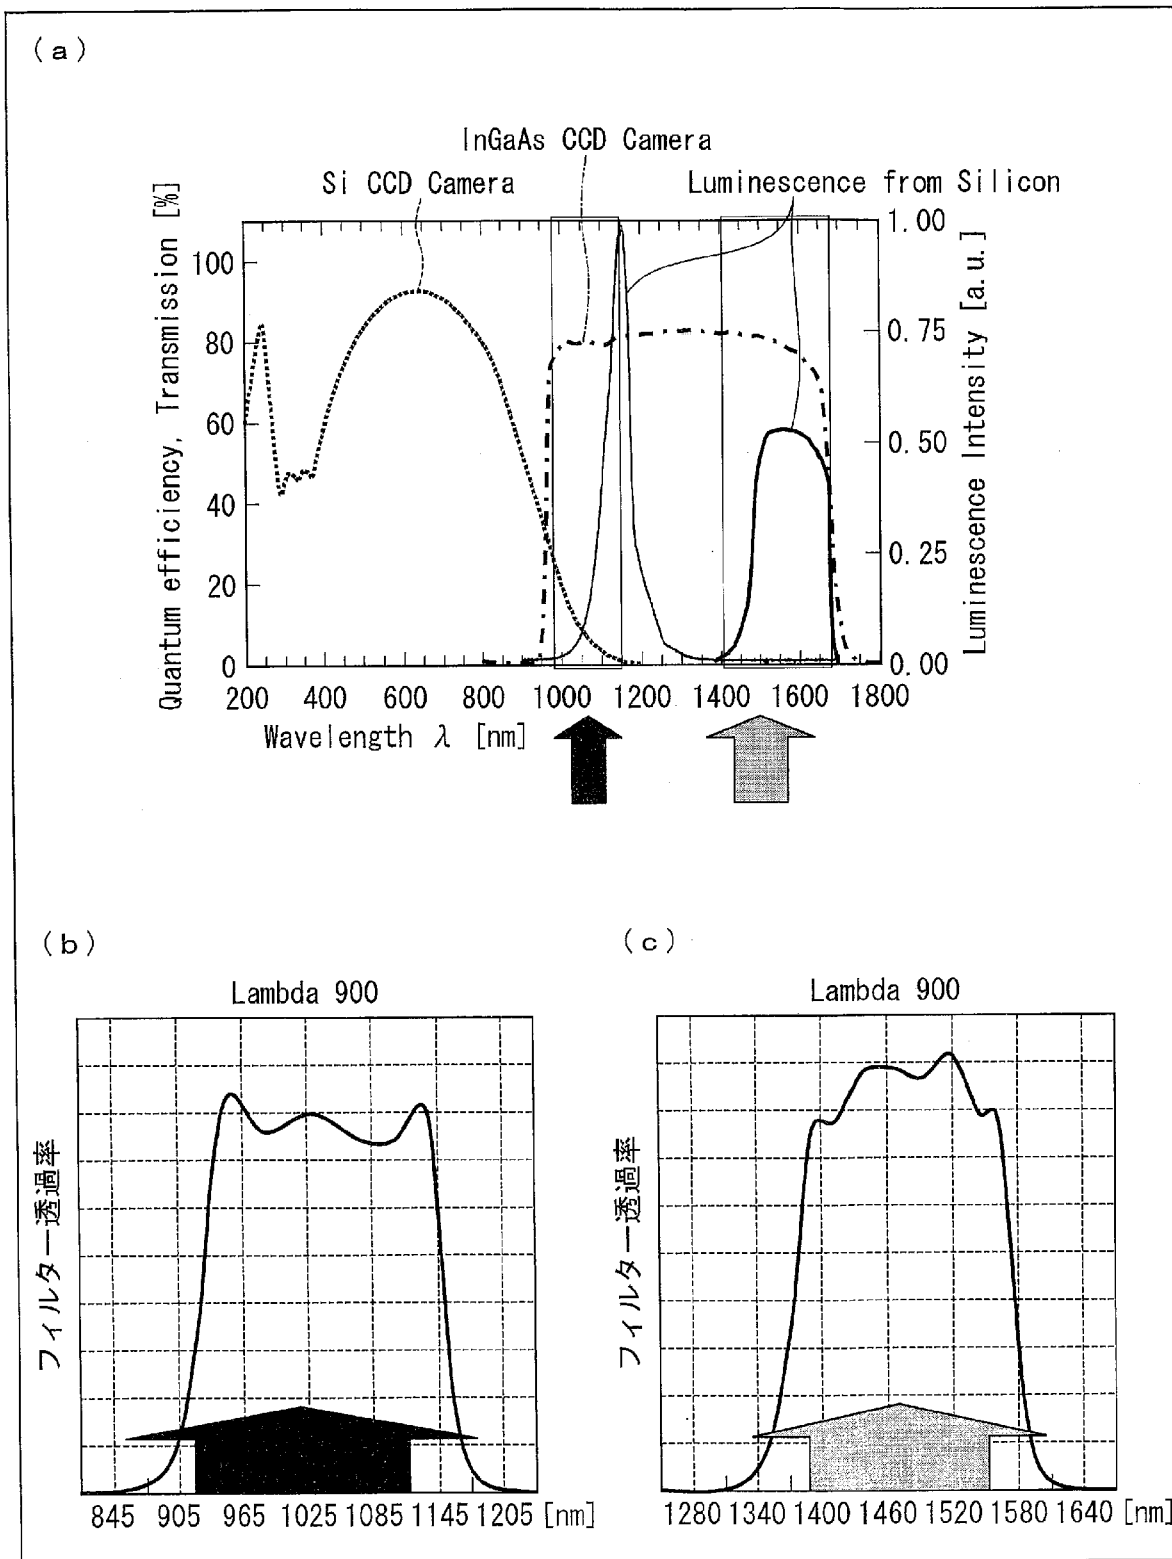 (a)
InGaAs CCD Camera
Si CCD Camera
Luminescence from Silicon
Quantum efficiency, Transmission [%]
100
80
60
40
20
0
1.00
0.75
0.50
0.25
0.00
Luminescence Intensity [a.u.]
200 400 600 800 1000 1200 1400 1600 1800
Wavelength λ [nm]
(b)
Lambda 900
フィルター透過率
845 905 965 1025 1085 1145 1205 [nm]
(c)
Lambda 900
フィルター透過率
1280 1340 1400 1460 1520 1580 1640 [nm]